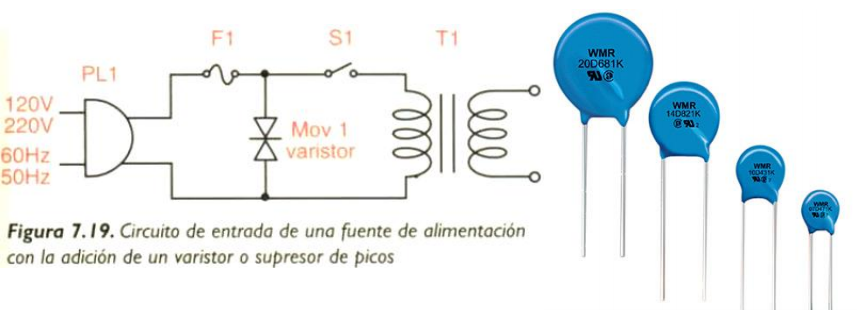 F1
S1
T1
PL1
120V
220V
60Hz
50Hz
Mov 1
varistor
Figura 7.19. Circuito de entrada de una fuente de alimentación
con la adición de un varistor o supresor de picos
WMR
20D681K
WMR
14D821K
WMR
10D431K
WMR